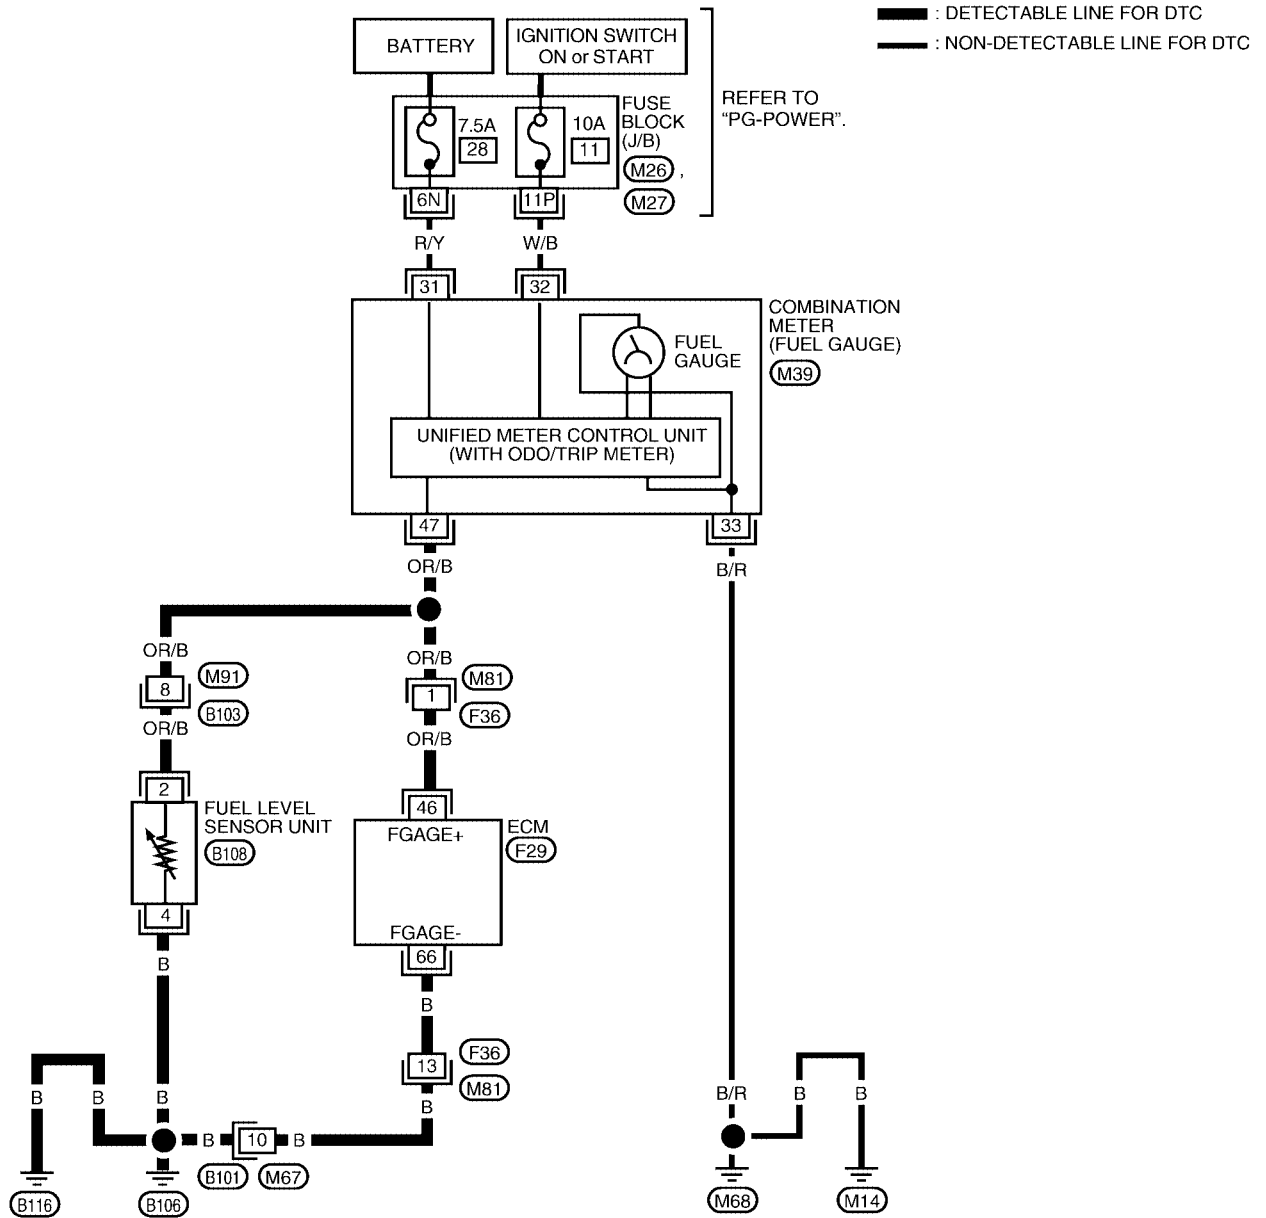 : DETECTABLE LINE FOR DTC
: NON-DETECTABLE LINE FOR DTC
BATTERY
IGNITION SWITCH
ON or START
REFER TO
"PG-POWER".
7.5A
28
10A
11
FUSE
BLOCK
(J/B)
M26 ,
M27
6N
11P
R/Y
W/B
31
32
COMBINATION
METER
(FUEL GAUGE)
M39
FUEL
GAUGE
UNIFIED METER CONTROL UNIT
(WITH ODO/TRIP METER)
47
33
OR/B
B/R
OR/B
OR/B
8
M91
B103
1
M81
F36
OR/B
OR/B
2
FUEL LEVEL
SENSOR UNIT
B108
4
46
FGAGE+
ECM
F29
FGAGE-
66
B
B
13
F36
M81
B
B
B
B
B
10
B
B101
M67
B116
B106
B/R
B
B
M68
M14